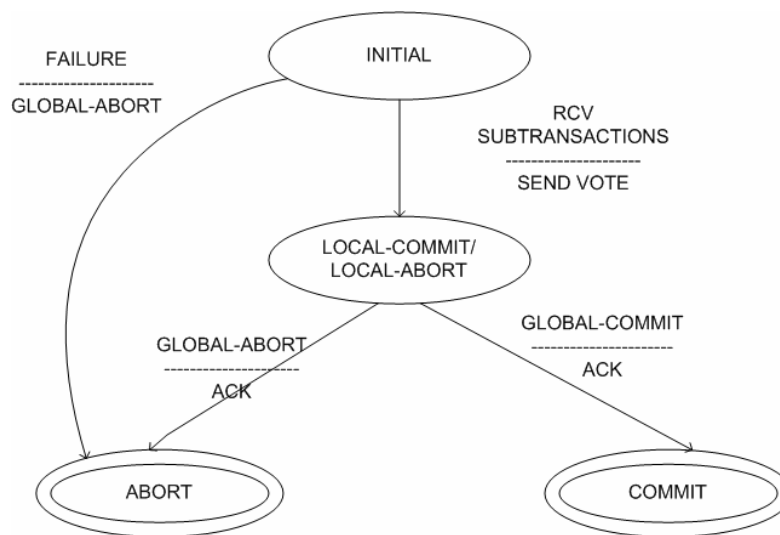 INITIAL
FAILURE
---------------------
GLOBAL-ABORT
RCV
SUBTRANSACTIONS
---------------------
SEND VOTE
LOCAL-COMMIT/
LOCAL-ABORT
GLOBAL-ABORT
---------------------
ACK
GLOBAL-COMMIT
----------------------
ACK
ABORT
COMMIT